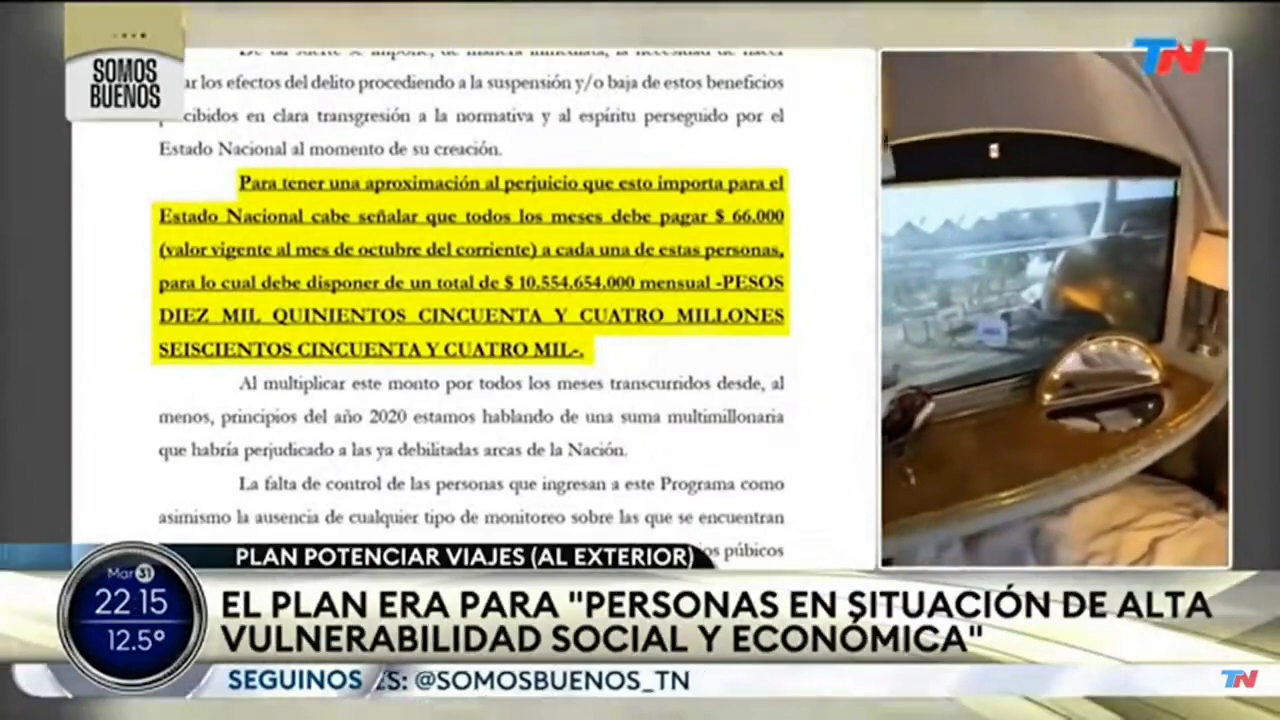 SOMOS
BUENOS
TN
los efectos del delito procediendo a la suspensión y/o baja de estos beneficios
en clara transgresión a la normativa y al espíritu perseguido por el
Estado Nacional al momento de su creación.
Para tener una aproximación al perjuicio que esto importa para el
Estado Nacional cabe señalar que todos los meses debe pagar $ 66.000
(valor vigente al mes de octubre del corriente) a cada una de estas personas,
para lo cual debe disponer de un total de $ 10.554.654.000 mensual -PESOS
DIEZ MIL QUINIENTOS CINCUENTA Y CUATRO MILLONES
SEISCIENTOS CINCUENTA Y CUATRO MIL-.
Al multiplicar este monto por todos los meses transcurridos desde, al
menos, principios del año 2020 estamos hablando de una suma multimillonaria
que habría perjudicado a las ya debilitadas arcas de la Nación.
La falta de control de las personas que ingresan a este Programa como
asimismo la ausencia de cualquier tipo de monitoreo sobre las que se encuentran
púbicos
PLAN POTENCIAR VIAJES (AL EXTERIOR)
Mar 31
22 15
12.5°
EL PLAN ERA PARA "PERSONAS EN SITUACIÓN DE ALTA
VULNERABILIDAD SOCIAL Y ECONÓMICA"
SEGUINOS
: @SOMOSBUENOS_TN
TN